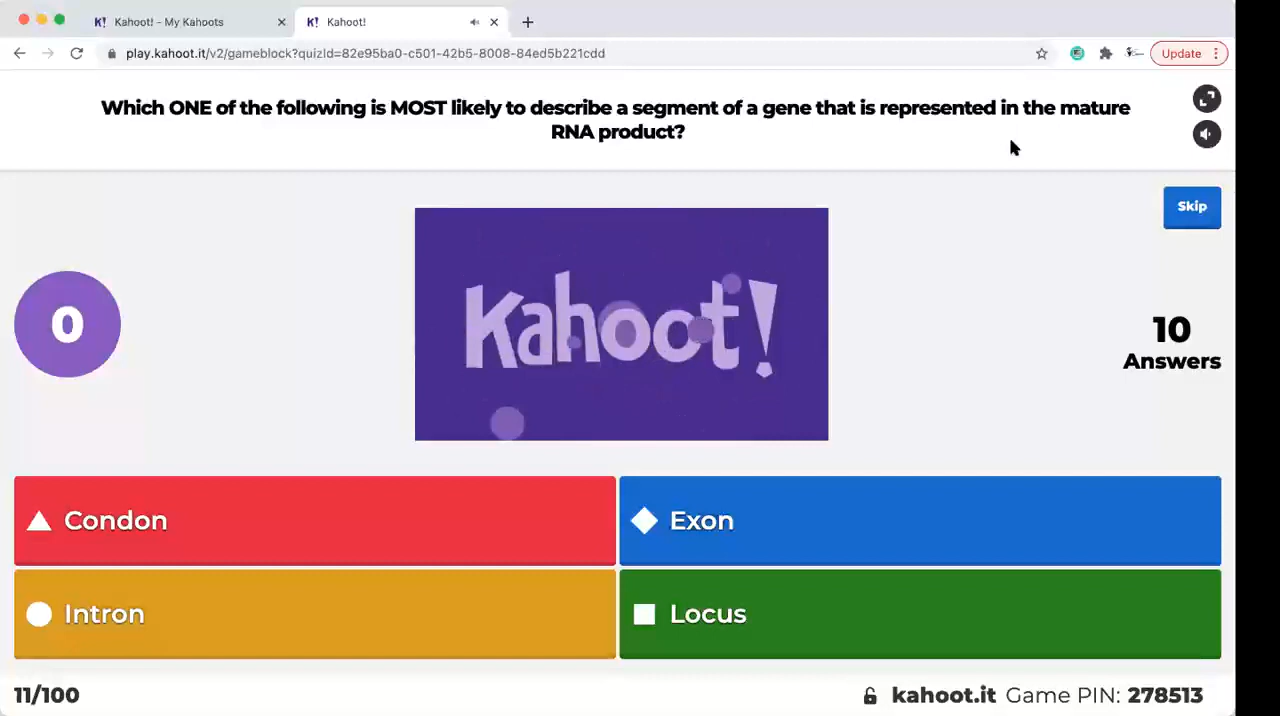 Kahoot! - My Kahoots
Kahoot!
play.kahoot.it/v2/gameblock?quizId=82e95ba0-c501-42b5-8008-84ed5b221cdd
Update
Which ONE of the following is MOST likely to describe a segment of a gene that is represented in the mature
RNA product?
Skip
Kahoot!
0
10
Answers
Condon
Exon
Intron
Locus
11/100
kahoot.it Game PIN: 278513